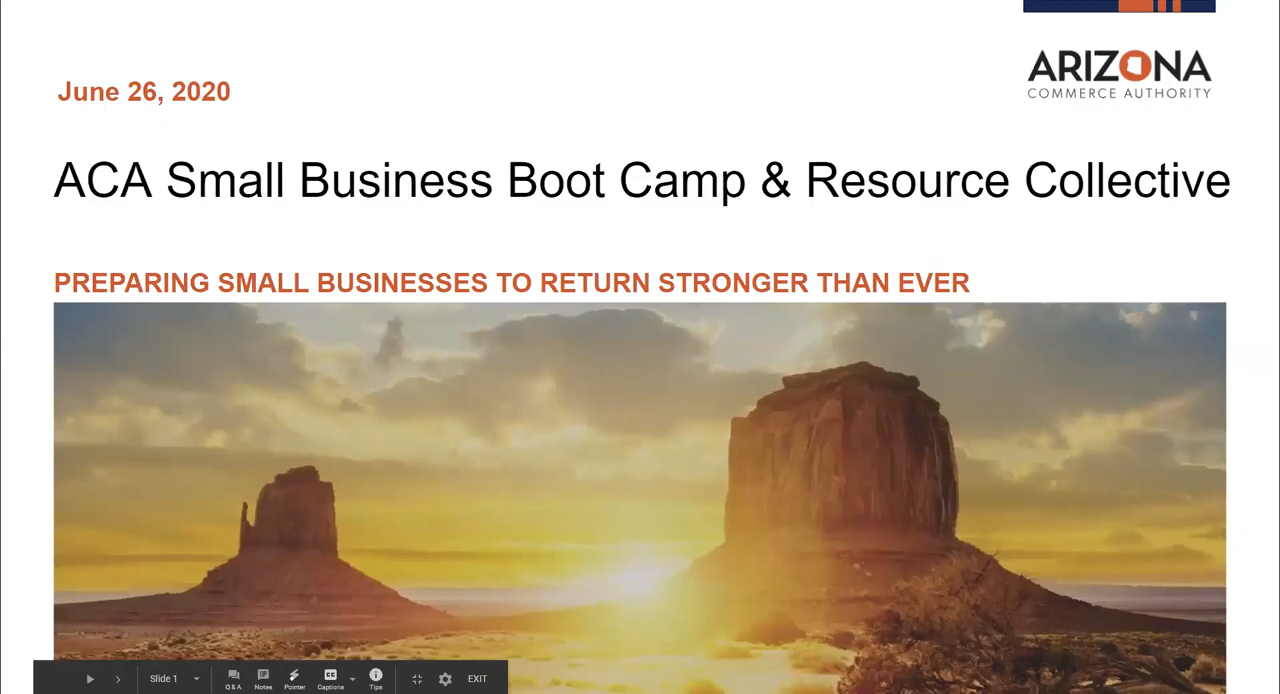 June 26, 2020
ARIZONA
COMMERCE AUTHORITY
ACA Small Business Boot Camp & Resource Collective
PREPARING SMALL BUSINESSES TO RETURN STRONGER THAN EVER
Slide 1
Q & A
Notes
Pointer
Captions
Tips
EXIT